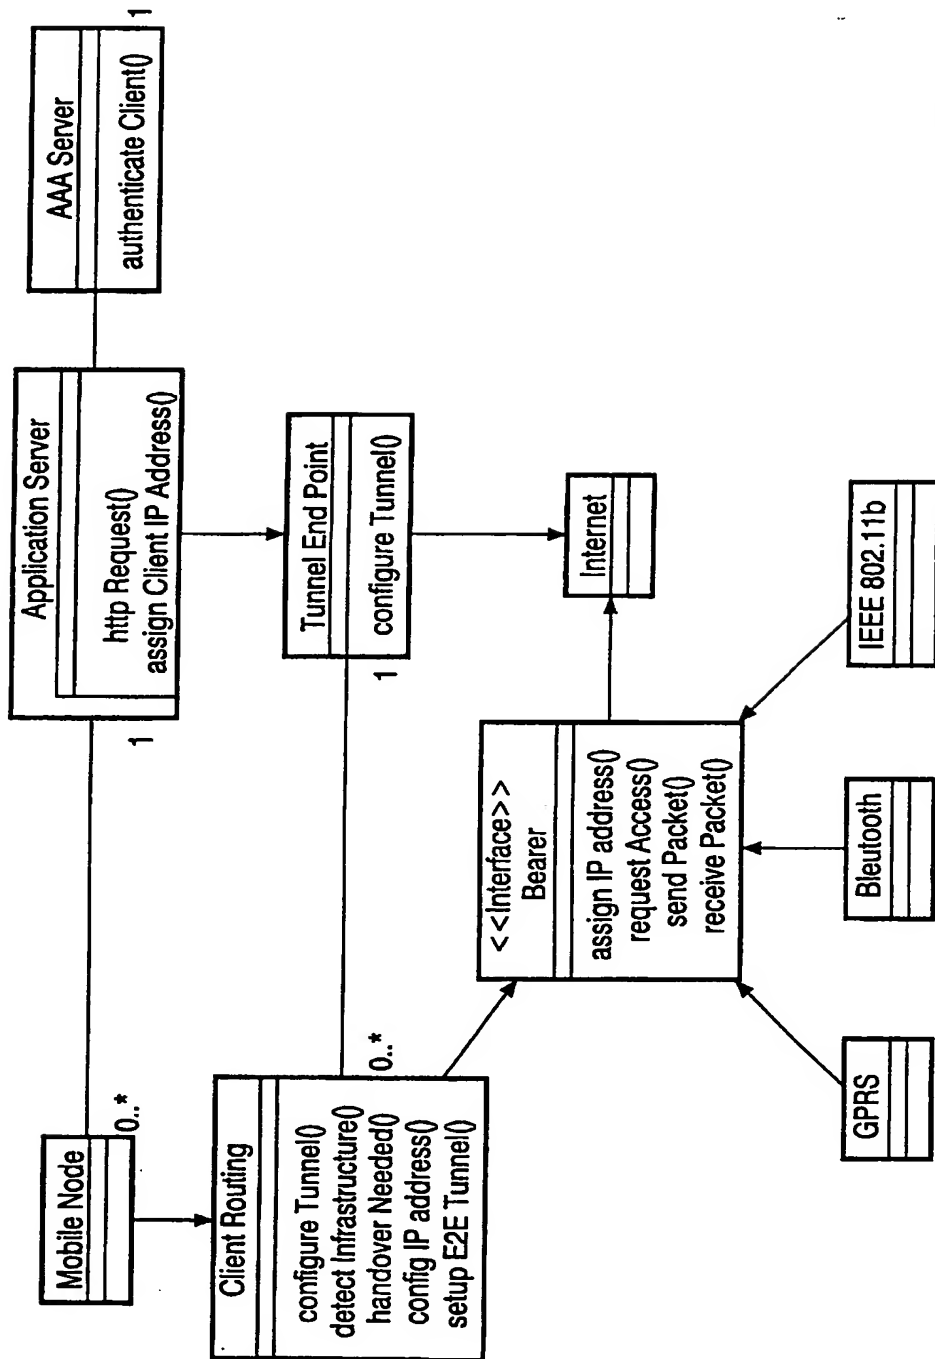 Mobile Node
0..*
1
Application Server
http Request()
assign Client IP Address()
AAA Server
authenticate Client()
1
Client Routing
configure Tunnel()
detect Infrastructure()
handover Needed()
config IP address()
setup E2E Tunnel()
0..*
1
Tunnel End Point
configure Tunnel()
<<Interface>>
Bearer
assign IP address()
request Access()
send Packet()
receive Packet()
Internet
GPRS
Bleutooth
IEEE 802.11b